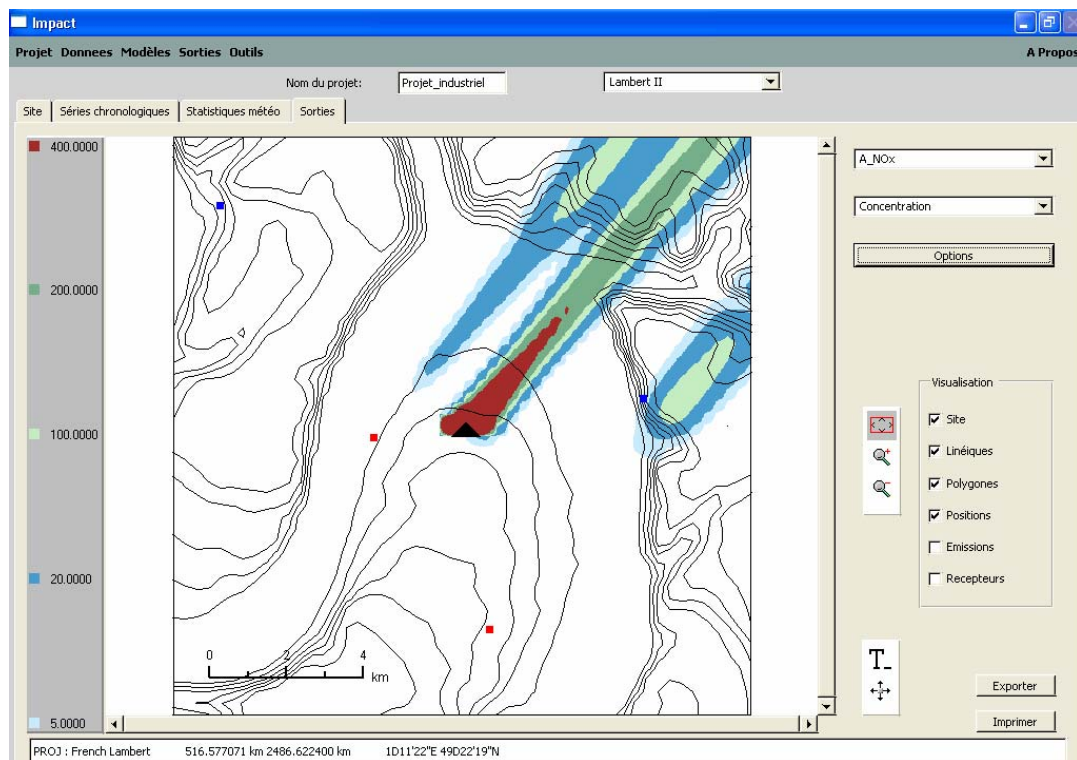 Impact
Projet Donnees Modèles Sorties Outils
A Propos
Nom du projet: Projet_industriel Lambert II
Site Séries chronologiques Statistiques météo Sorties
400.0000
200.0000
100.0000
20.0000
5.0000
0 2 4
km
A_NOx
Concentration
Options
Visualisation
Site
Linéiques
Polygones
Positions
Emissions
Recepteurs
T_
Exporter
Imprimer
PROJ : French Lambert 516.577071 km 2486.622400 km 1D11'22"E 49D22'19"N